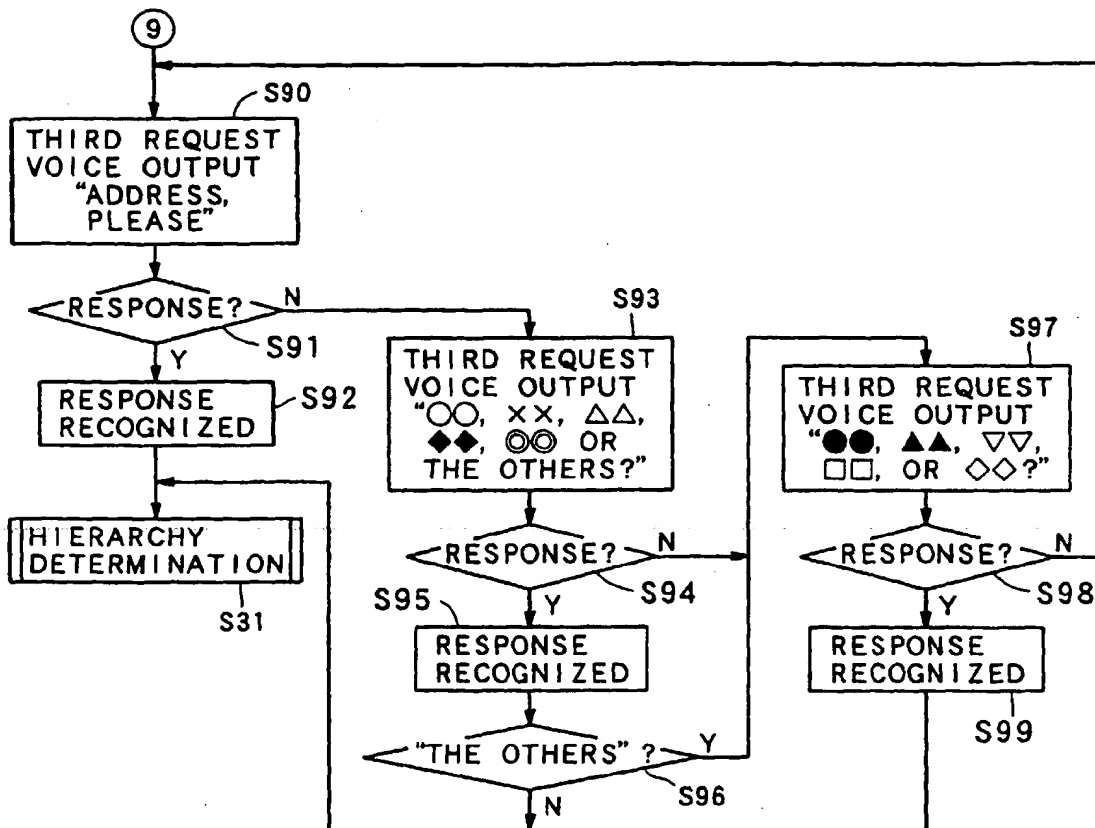 9
S90
THIRD REQUEST
VOICE OUTPUT
"ADDRESS,
PLEASE"
RESPONSE?
N
S91
Y
RESPONSE
RECOGNIZED
S92
HIERARCHY
DETERMINATION
S31
S93
THIRD REQUEST
VOICE OUTPUT
"○○, ××, △△,
◆◆, ◎◎ OR
THE OTHERS?"
RESPONSE?
N
S94
Y
S95
RESPONSE
RECOGNIZED
"THE OTHERS"?
Y
S96
N
S97
THIRD REQUEST
VOICE OUTPUT
"●●, ▲▲, ▽▽,
□□, OR ◇◇?"
RESPONSE?
N
S98
Y
RESPONSE
RECOGNIZED
S99